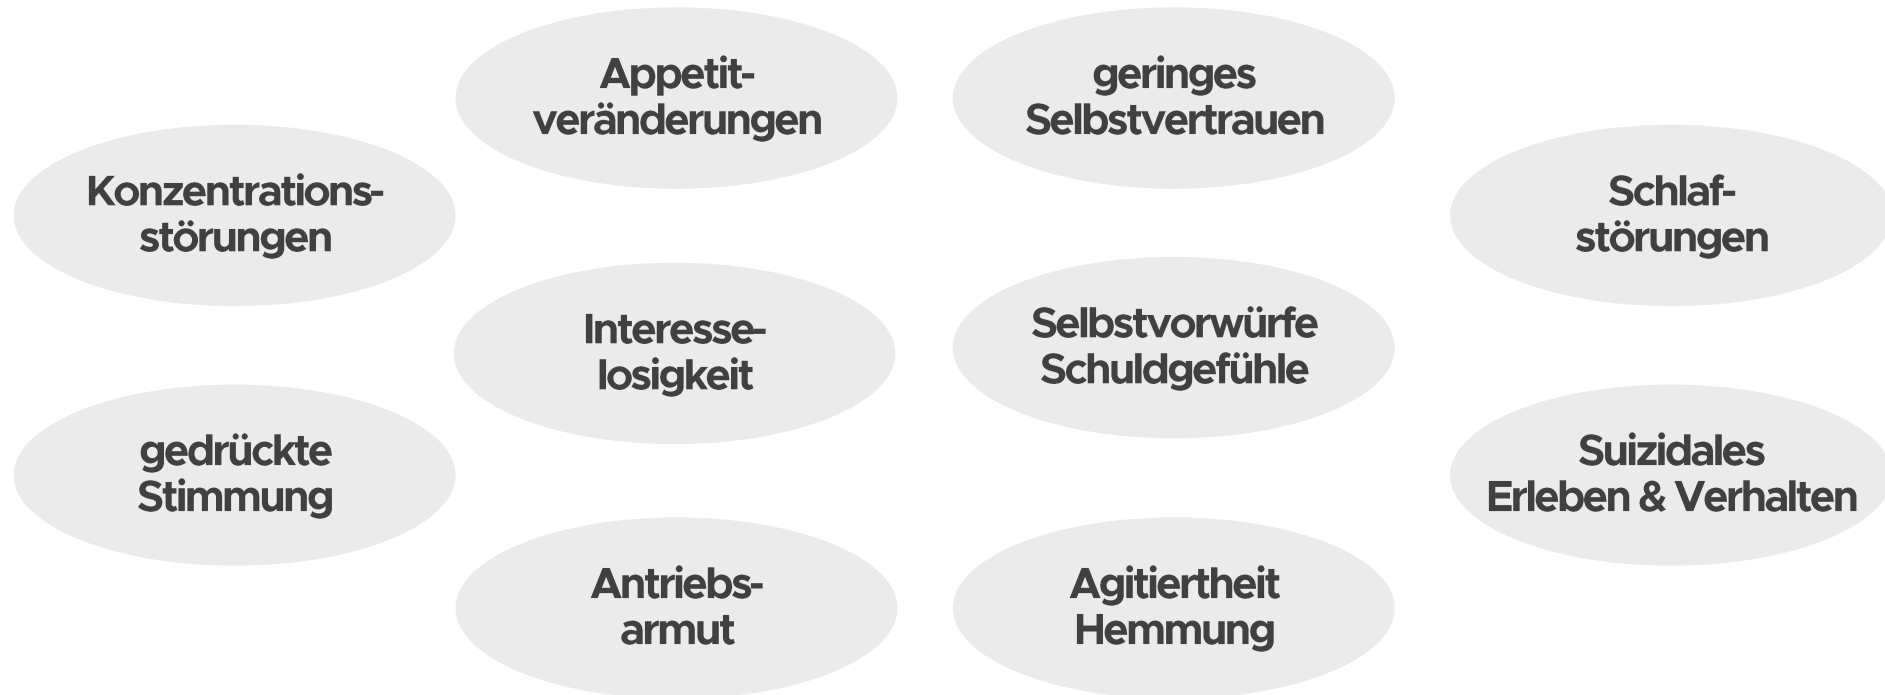 Appetit-
veränderungen
geringes
Selbstvertrauen
Konzentrations-
störungen
Schlaf-
störungen
Interesse-
losigkeit
Selbstvorwürfe
Schuldgefühle
gedrückte
Stimmung
Suizidales
Erleben & Verhalten
Antriebs-
armut
Agitiertheit
Hemmung